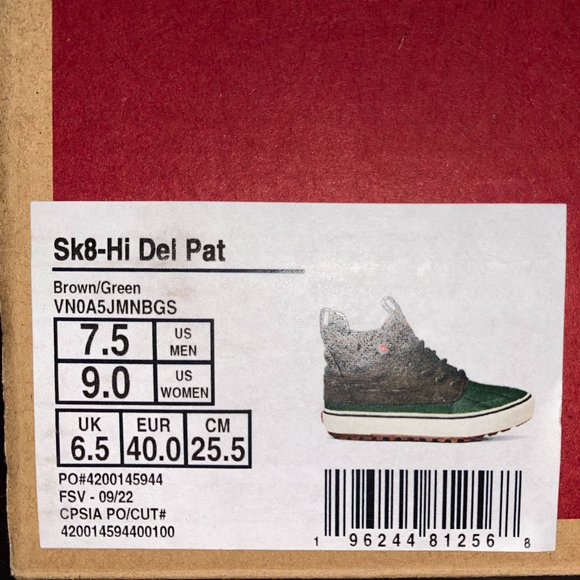 Sk8-Hi Del Pat
Brown/Green
VN0A5JMNBGS
7.5 US MEN
9.0 US WOMEN
UK EUR CM
6.5 40.0 25.5
PO#4200145944
FSV - 09/22
CPSIA PO/CUT#
420014594400100
1 96244 81256 8